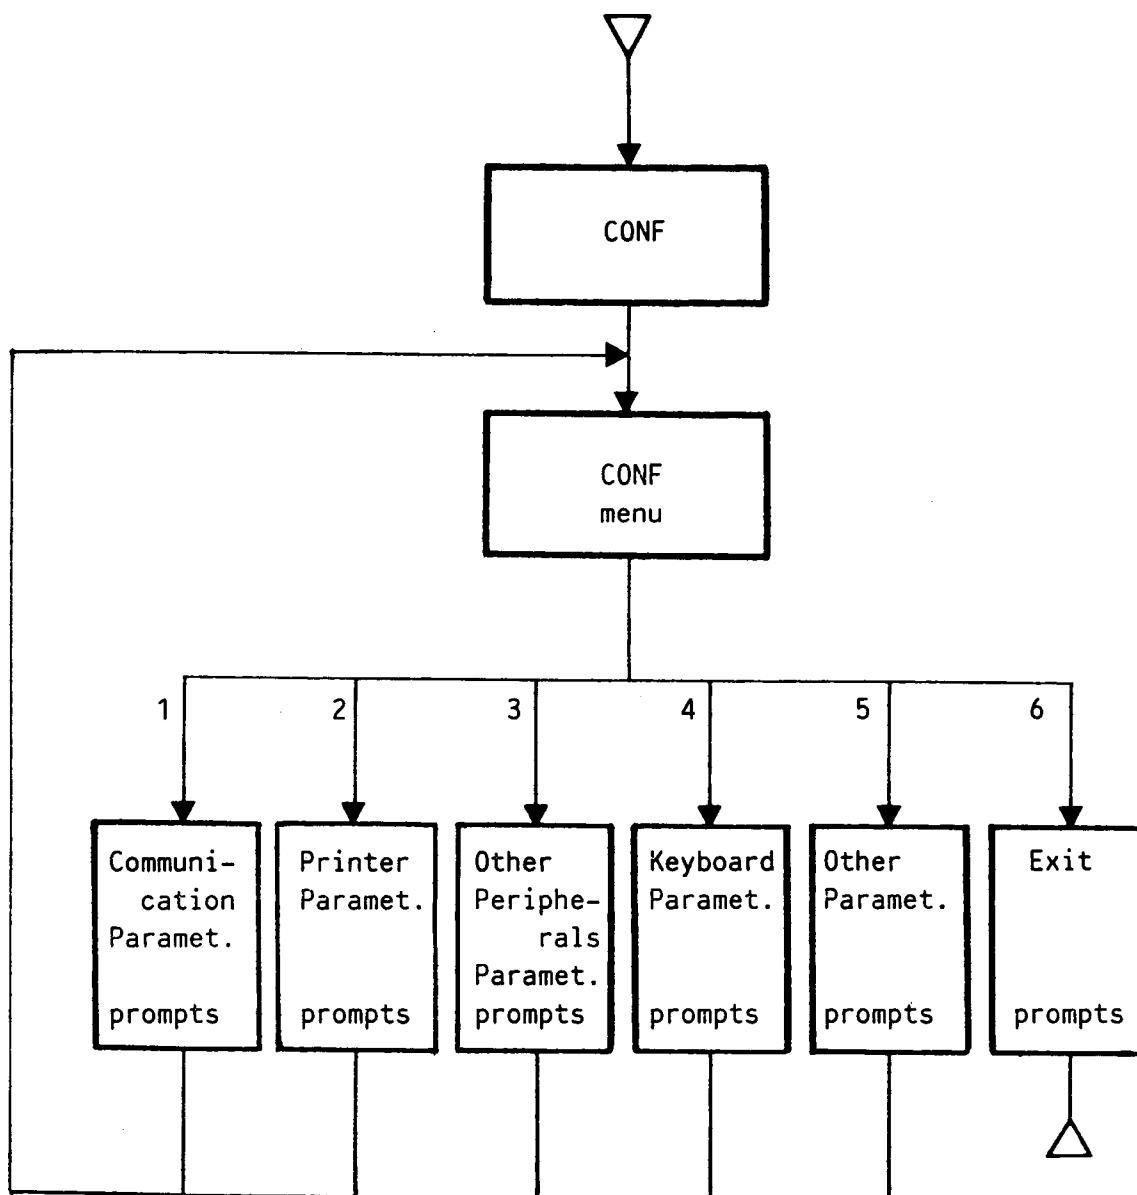 CONF
CONF
menu
1
2
3
4
5
6
Communi-
cation
Paramet.
prompts
Printer
Paramet.
prompts
Other
Periphe-
rals
Paramet.
prompts
Keyboard
Paramet.
prompts
Other
Paramet.
prompts
Exit
prompts